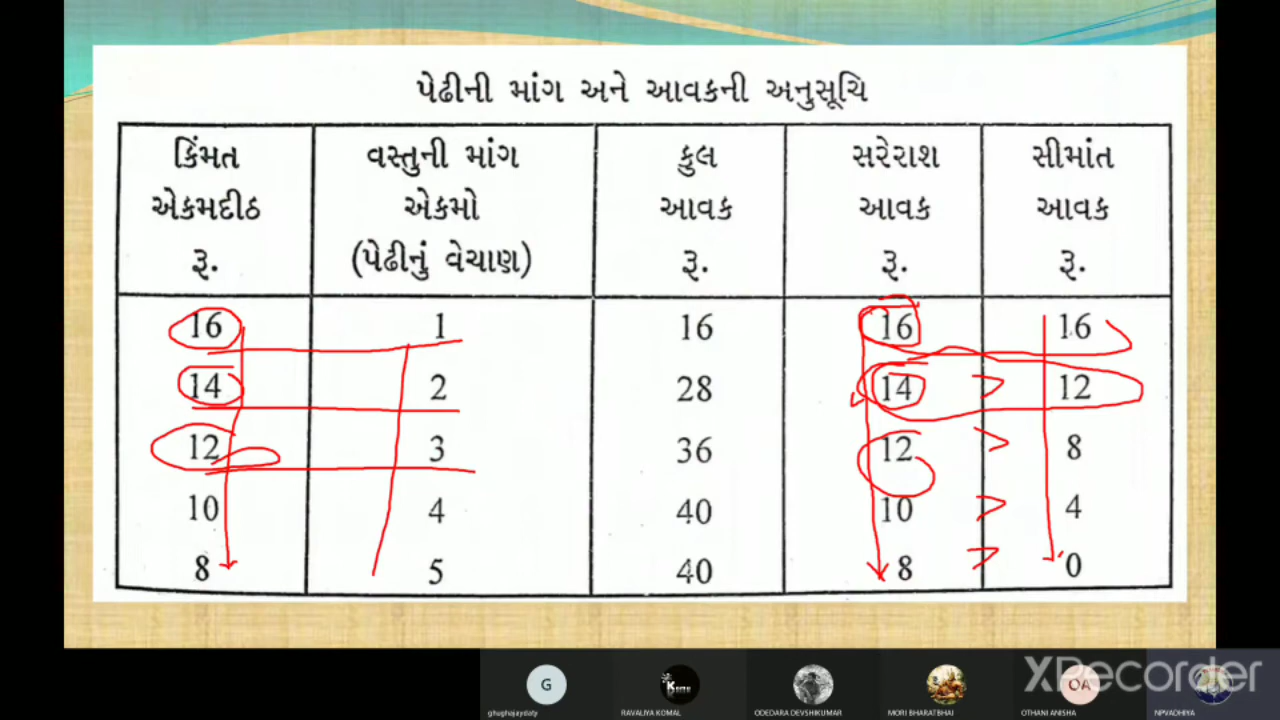 પેઢીની માંગ અને આવકની અનુસૂચિ
કિંમત વસ્તુની માંગ કુલ સરેરાશ સીમાંત
એકમદીઠ એકમો આવક આવક આવક
રૂ. (પેઢીનું વેચાણ) રૂ. રૂ. રૂ.
16 1 16 16 16
14 2 28 14 > 12
12 3 36 12 > 8
10 4 40 10 > 4
8 5 40 8 > 0
XRecorder
G OA
ghughajaydaty RAVALIYA KOMAL ODEDARA DEVSHIKUMAR MORI BHARATBHAI OTHANI ANISHA NPVADHIYA